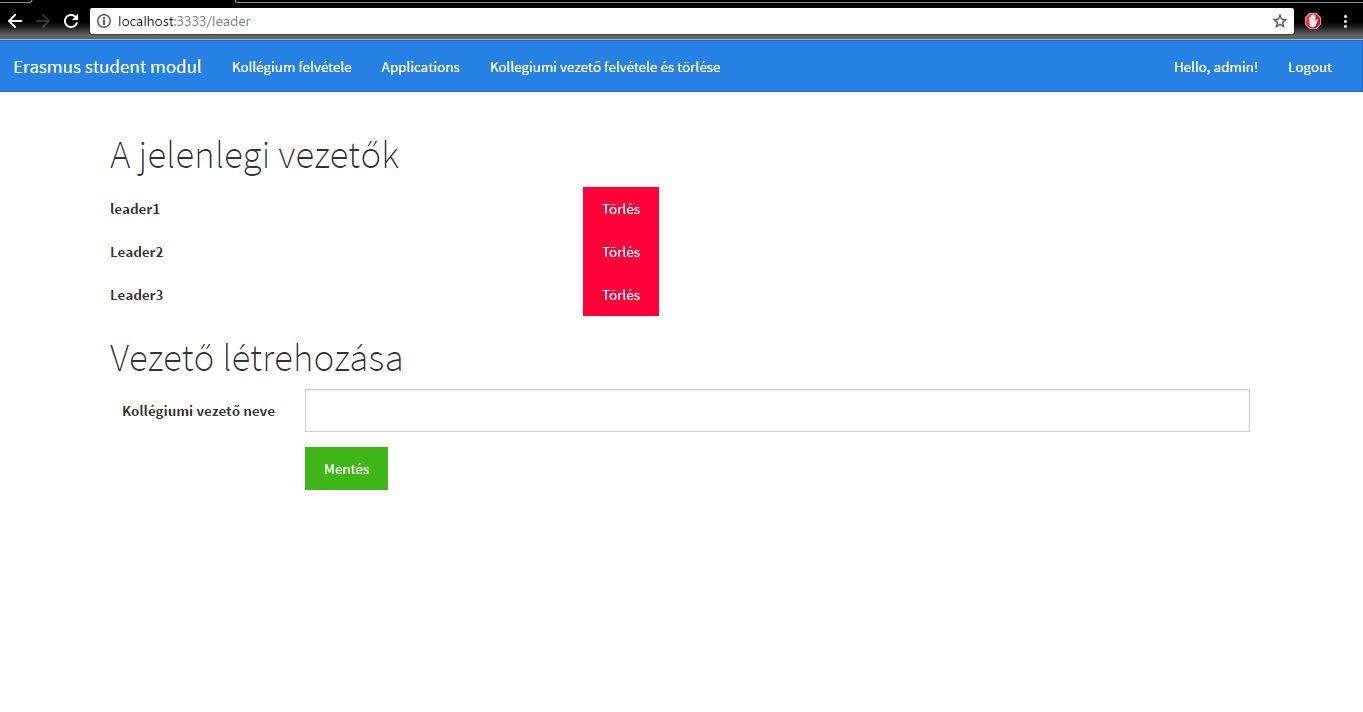 localhost:3333/leader
Erasmus student modul Kollégium felvétele Applications Kollegiumi vezető felvétele és törlése Hello, admin! Logout
A jelenlegi vezetők
leader1 Törlés
Leader2 Törlés
Leader3 Törlés
Vezető létrehozása
Kollégiumi vezető neve
Mentés